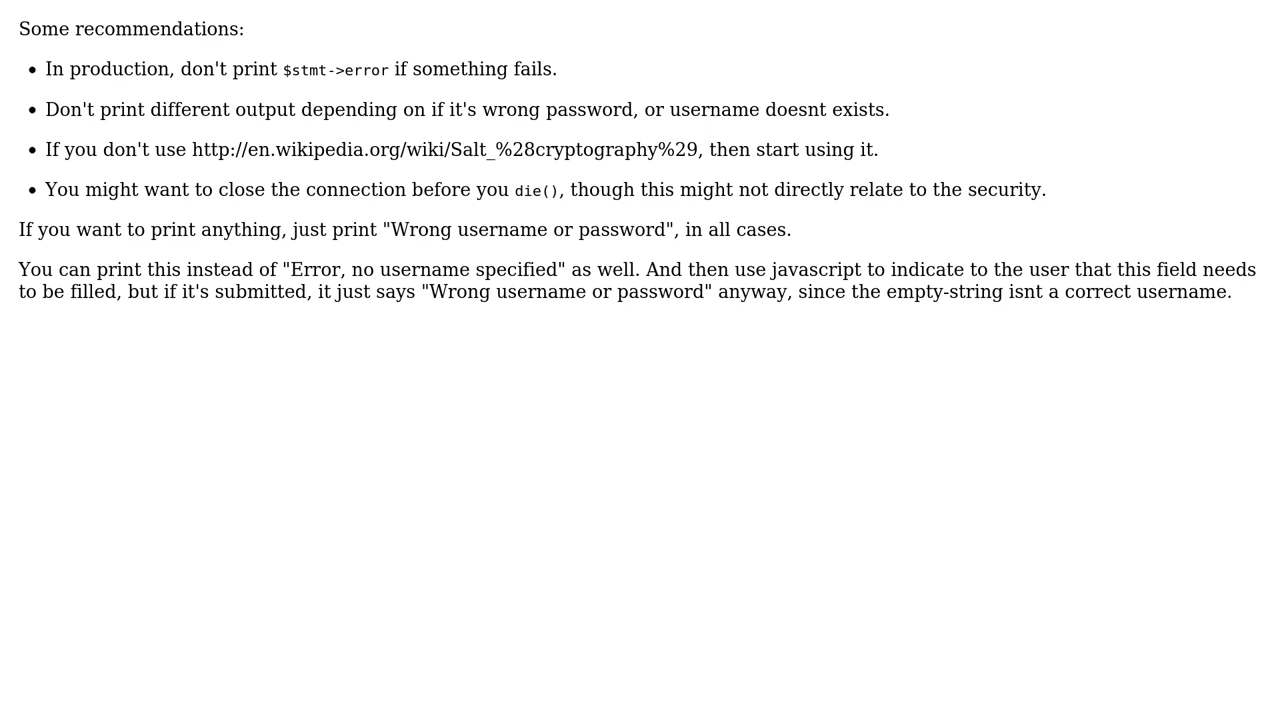 Some recommendations:
• In production, don't print $stmt->error if something fails.
• Don't print different output depending on if it's wrong password, or username doesnt exists.
• If you don't use http://en.wikipedia.org/wiki/Salt_%28cryptography%29, then start using it.
• You might want to close the connection before you die(), though this might not directly relate to the security.
If you want to print anything, just print "Wrong username or password", in all cases.
You can print this instead of "Error, no username specified" as well. And then use javascript to indicate to the user that this field needs
to be filled, but if it's submitted, it just says "Wrong username or password" anyway, since the empty-string isnt a correct username.